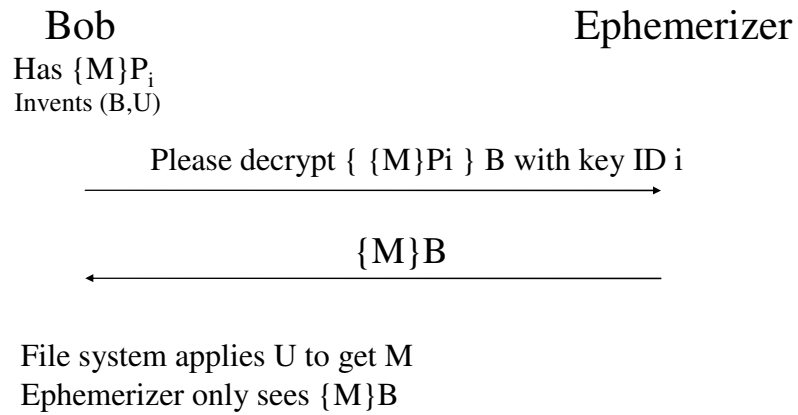 Bob
Ephemerizer
Has {M}Pᵢ
Invents (B,U)
Please decrypt { {M}Pi } B with key ID i
{M}B
File system applies U to get M
Ephemerizer only sees {M}B